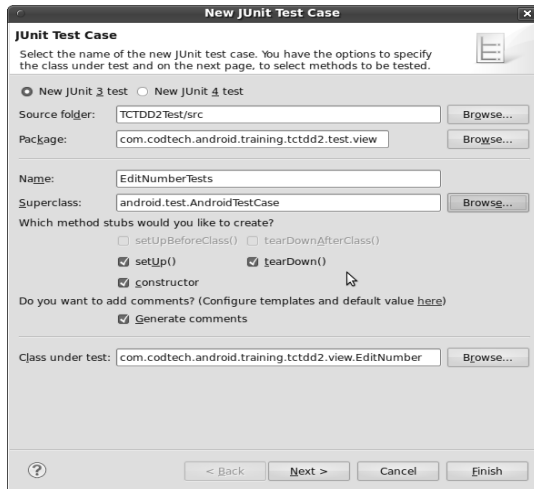 New JUnit Test Case
JUnit Test Case
Select the name of the new JUnit test case. You have the options to specify
the class under test and on the next page, to select methods to be tested.
New JUnit 3 test New JUnit 4 test
Source folder: TCTDD2Test/src Browse...
Package: com.codtech.android.training.tctdd2.test.view Browse...
Name: EditNumberTests
Superclass: android.test.AndroidTestCase Browse...
Which method stubs would you like to create?
setUpBeforeClass() tearDownAfterClass()
setUp() tearDown()
constructor
Do you want to add comments? (Configure templates and default value here)
Generate comments
Class under test: com.codtech.android.training.tctdd2.view.EditNumber Browse...
? < Back Next > Cancel Finish